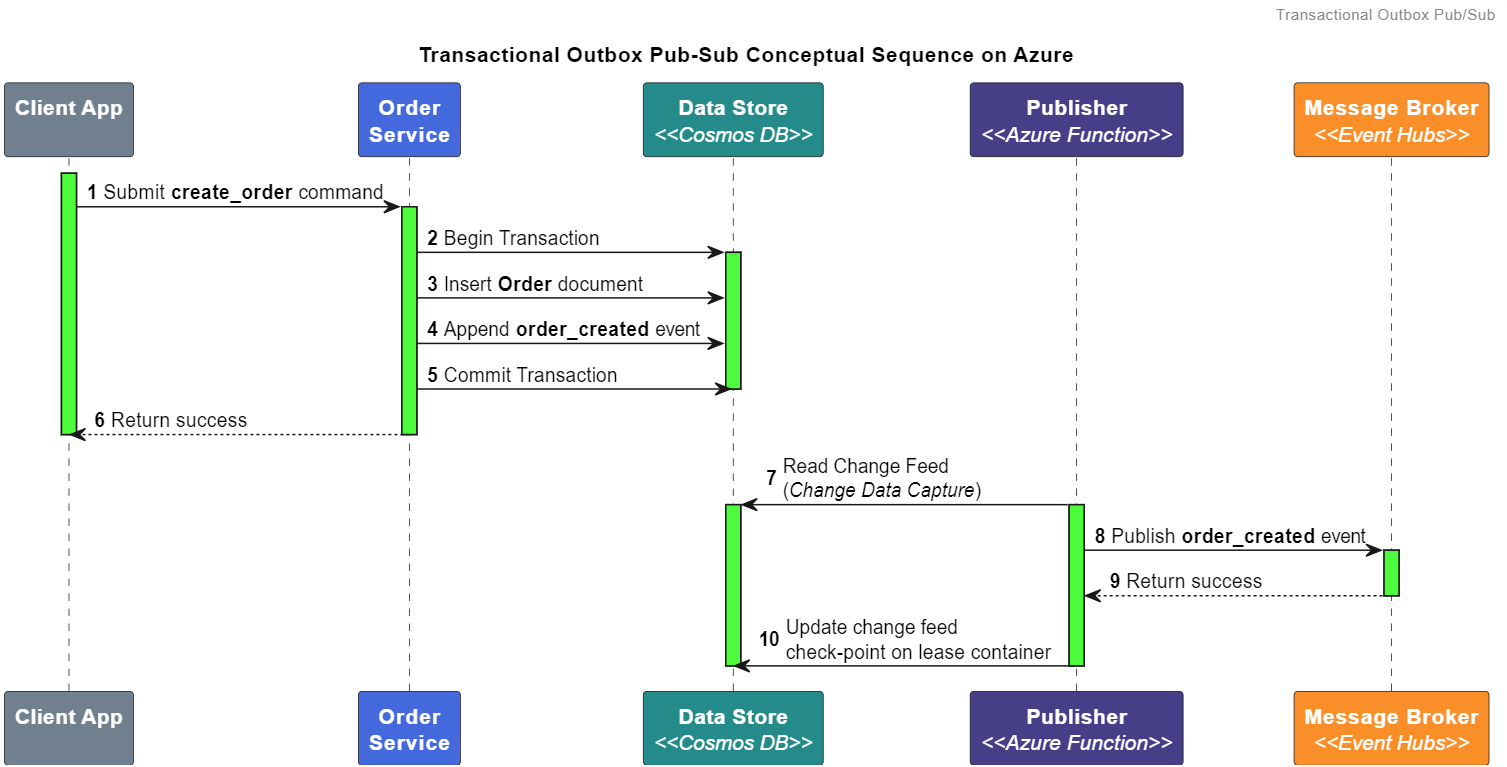 Transactional Outbox Pub/Sub
Transactional Outbox Pub-Sub Conceptual Sequence on Azure
Client App
Order
Service
Data Store
<<Cosmos DB>>
Publisher
<<Azure Function>>
Message Broker
<<Event Hubs>>
1 Submit create_order command
2 Begin Transaction
3 Insert Order document
4 Append order_created event
5 Commit Transaction
6 Return success
7 Read Change Feed
(Change Data Capture)
8 Publish order_created event
9 Return success
10 Update change feed
check-point on lease container
Client App
Order
Service
Data Store
<<Cosmos DB>>
Publisher
<<Azure Function>>
Message Broker
<<Event Hubs>>